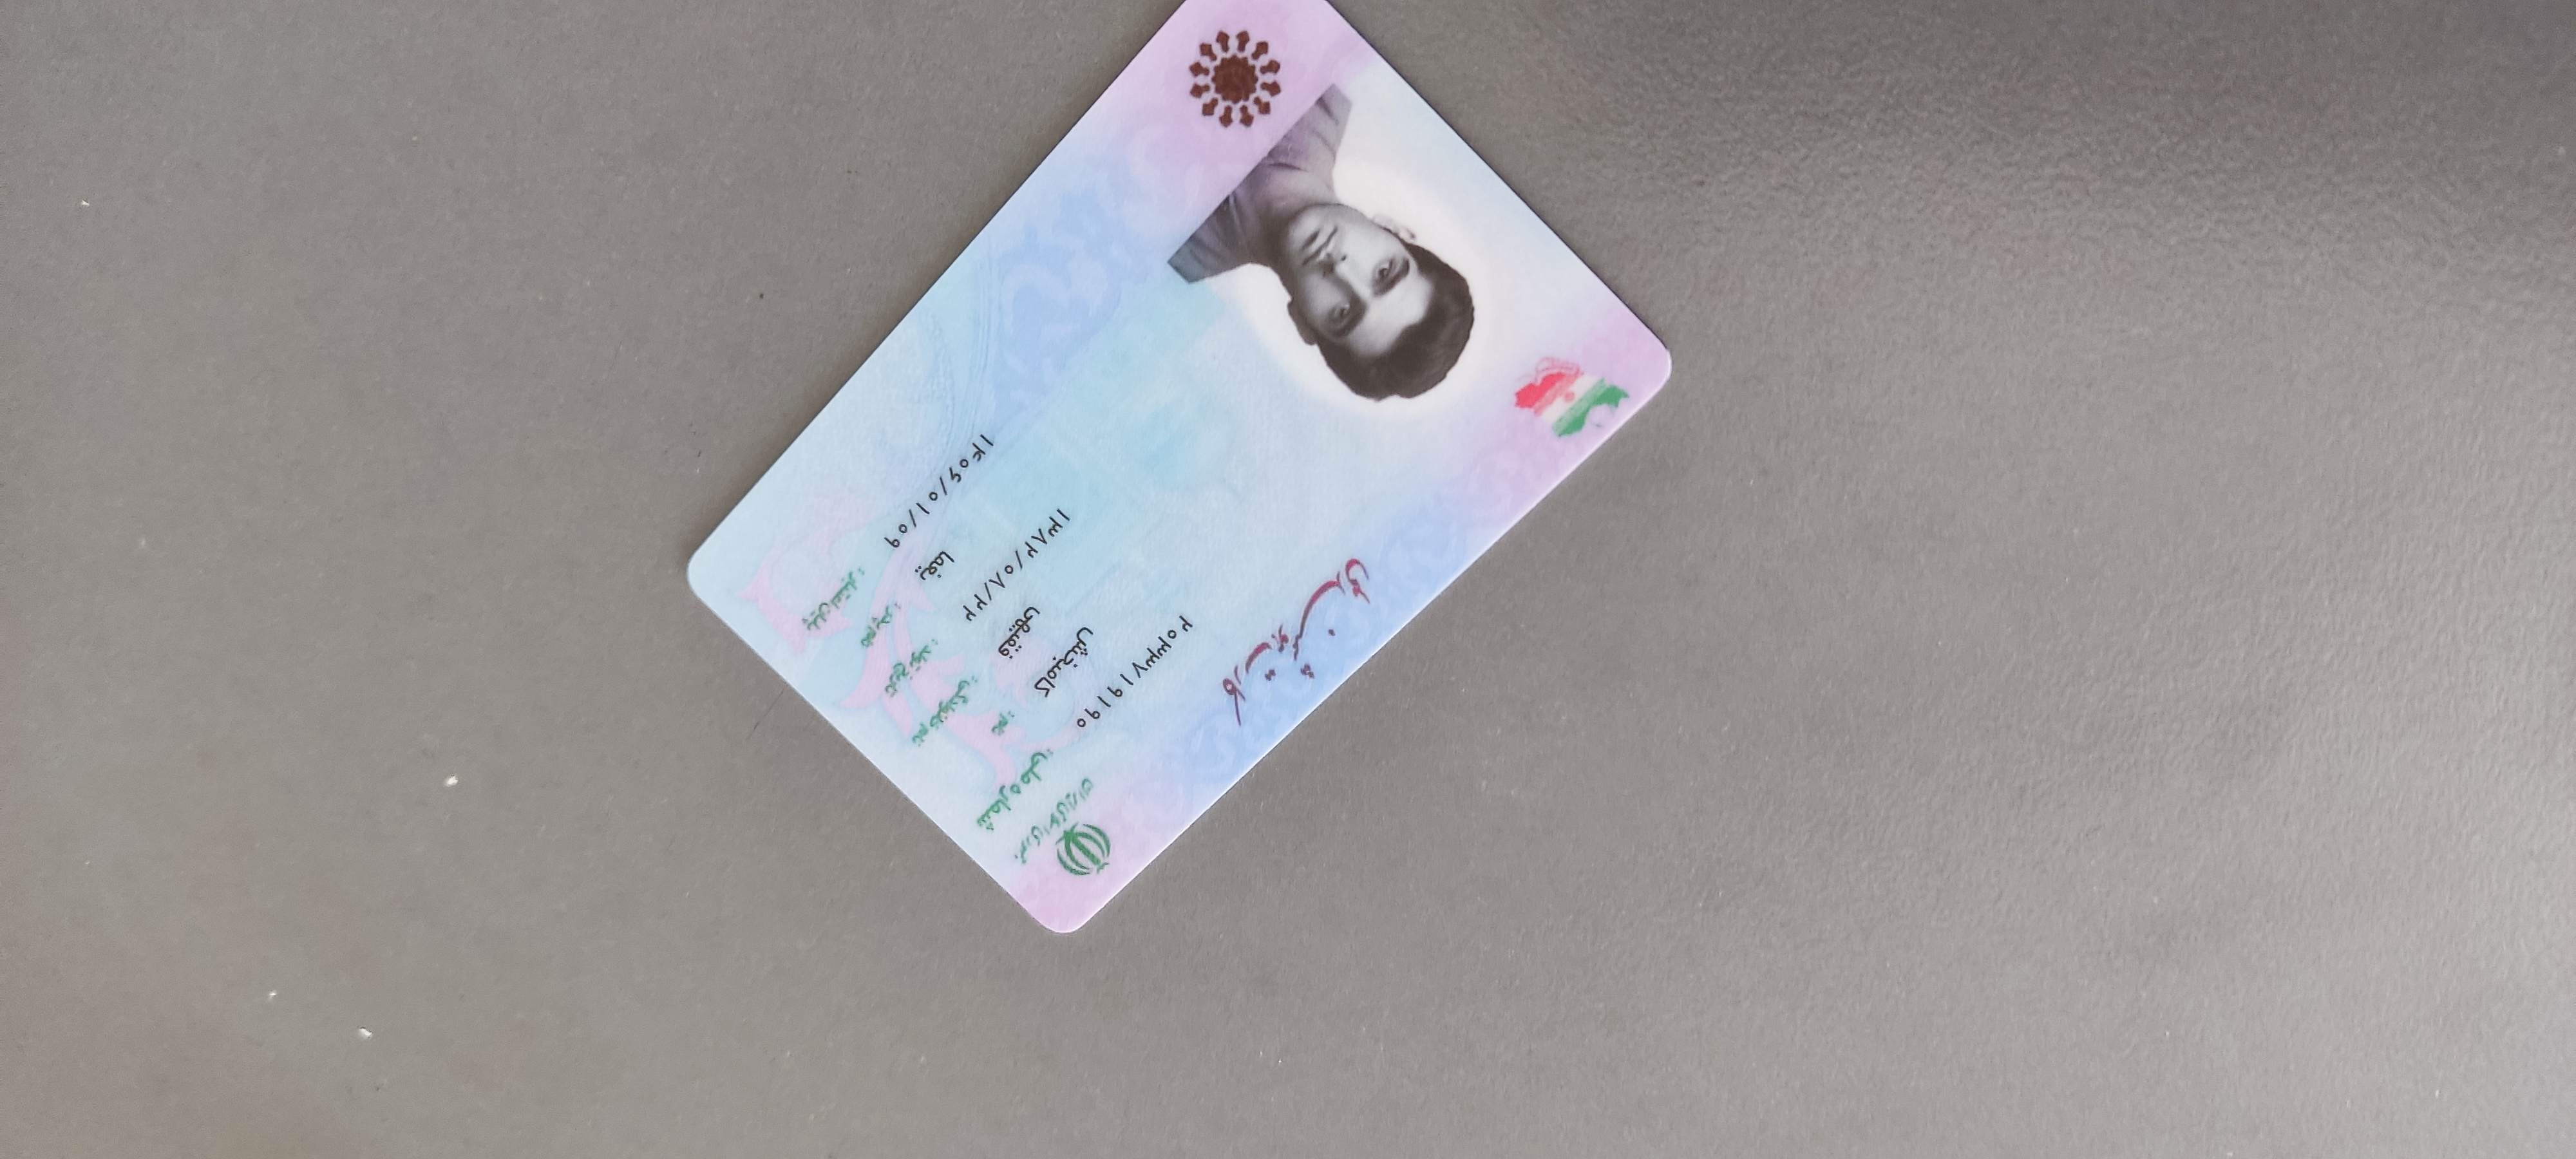 جمهوری اسلامی ایران
کارت هوشمند ملی
شماره ملی: ۲۰۳۳۷۱۹۱۹۰
نام: کامبخش
نام خانوادگی: فقیهی
تاریخ تولد: ۱۳۸۲/۰۸/۲۲
نام پدر: یغما
پایان اعتبار: ۱۴۰۶/۰۱/۰۹